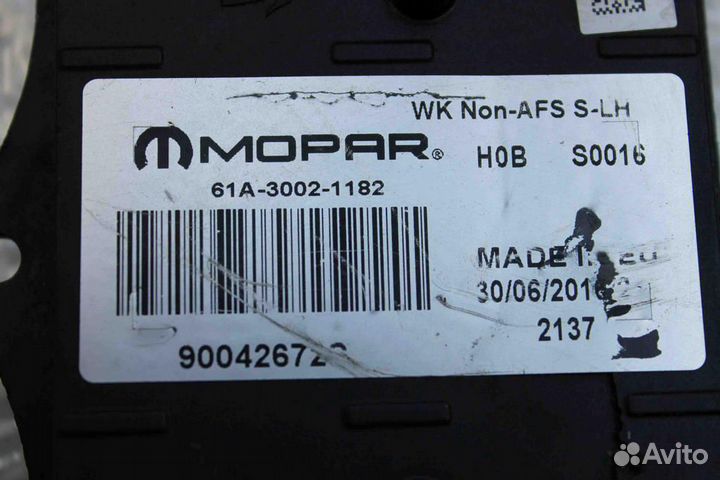 WK Non-AFS S-LH
MOPAR®
H0B S0016
61A-3002-1182
MADE
30/06/201
2137
Avito